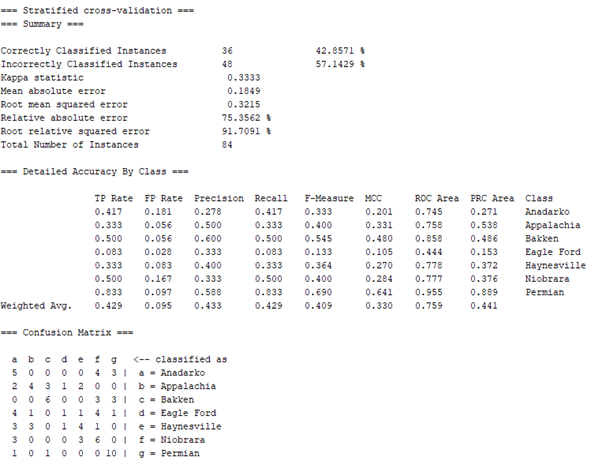 === Stratified cross-validation ===
=== Summary ===
Correctly Classified Instances 36 42.8571 %
Incorrectly Classified Instances 48 57.1429 %
Kappa statistic 0.3333
Mean absolute error 0.1849
Root mean squared error 0.3215
Relative absolute error 75.3562 %
Root relative squared error 91.7091 %
Total Number of Instances 84
=== Detailed Accuracy By Class ===
TP Rate FP Rate Precision Recall F-Measure MCC ROC Area PRC Area Class
0.417 0.181 0.278 0.417 0.333 0.201 0.745 0.271 Anadarko
0.333 0.056 0.500 0.333 0.400 0.331 0.758 0.538 Appalachia
0.500 0.056 0.600 0.500 0.545 0.480 0.858 0.486 Bakken
0.083 0.028 0.333 0.083 0.133 0.105 0.444 0.153 Eagle Ford
0.333 0.083 0.400 0.333 0.364 0.270 0.778 0.372 Haynesville
0.500 0.167 0.333 0.500 0.400 0.284 0.777 0.376 Niobrara
0.833 0.097 0.588 0.833 0.690 0.641 0.955 0.889 Permian
Weighted Avg. 0.429 0.095 0.433 0.429 0.409 0.330 0.759 0.441
=== Confusion Matrix ===
a b c d e f g <-- classified as
5 0 0 0 0 4 3 | a = Anadarko
2 4 3 1 2 0 0 | b = Appalachia
0 0 6 0 0 3 3 | c = Bakken
4 1 0 1 1 4 1 | d = Eagle Ford
3 3 0 1 4 1 0 | e = Haynesville
3 0 0 0 3 6 0 | f = Niobrara
1 0 1 0 0 0 10 | g = Permian